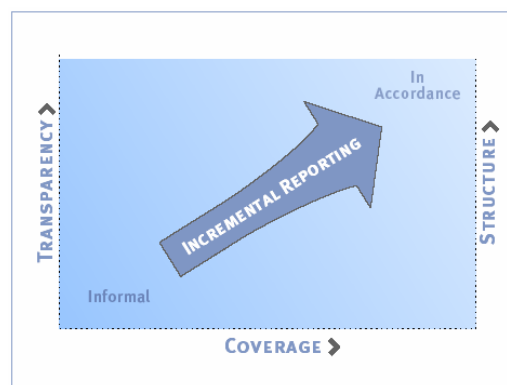 In
Accordance
TRANSPARENCY >
INCREMENTAL REPORTING
STRUCTURE >
Informal
COVERAGE >